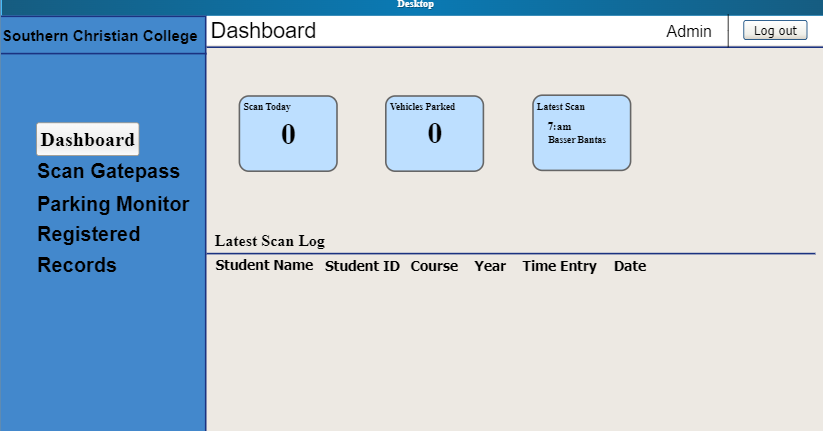 Desktop
Southern Christian College
Dashboard
Admin
Log out
Dashboard
Scan Gatepass
Parking Monitor
Registered
Records
Scan Today
0
Vehicles Parked
0
Latest Scan
7:am
Basser Bantas
Latest Scan Log
Student Name Student ID Course Year Time Entry Date